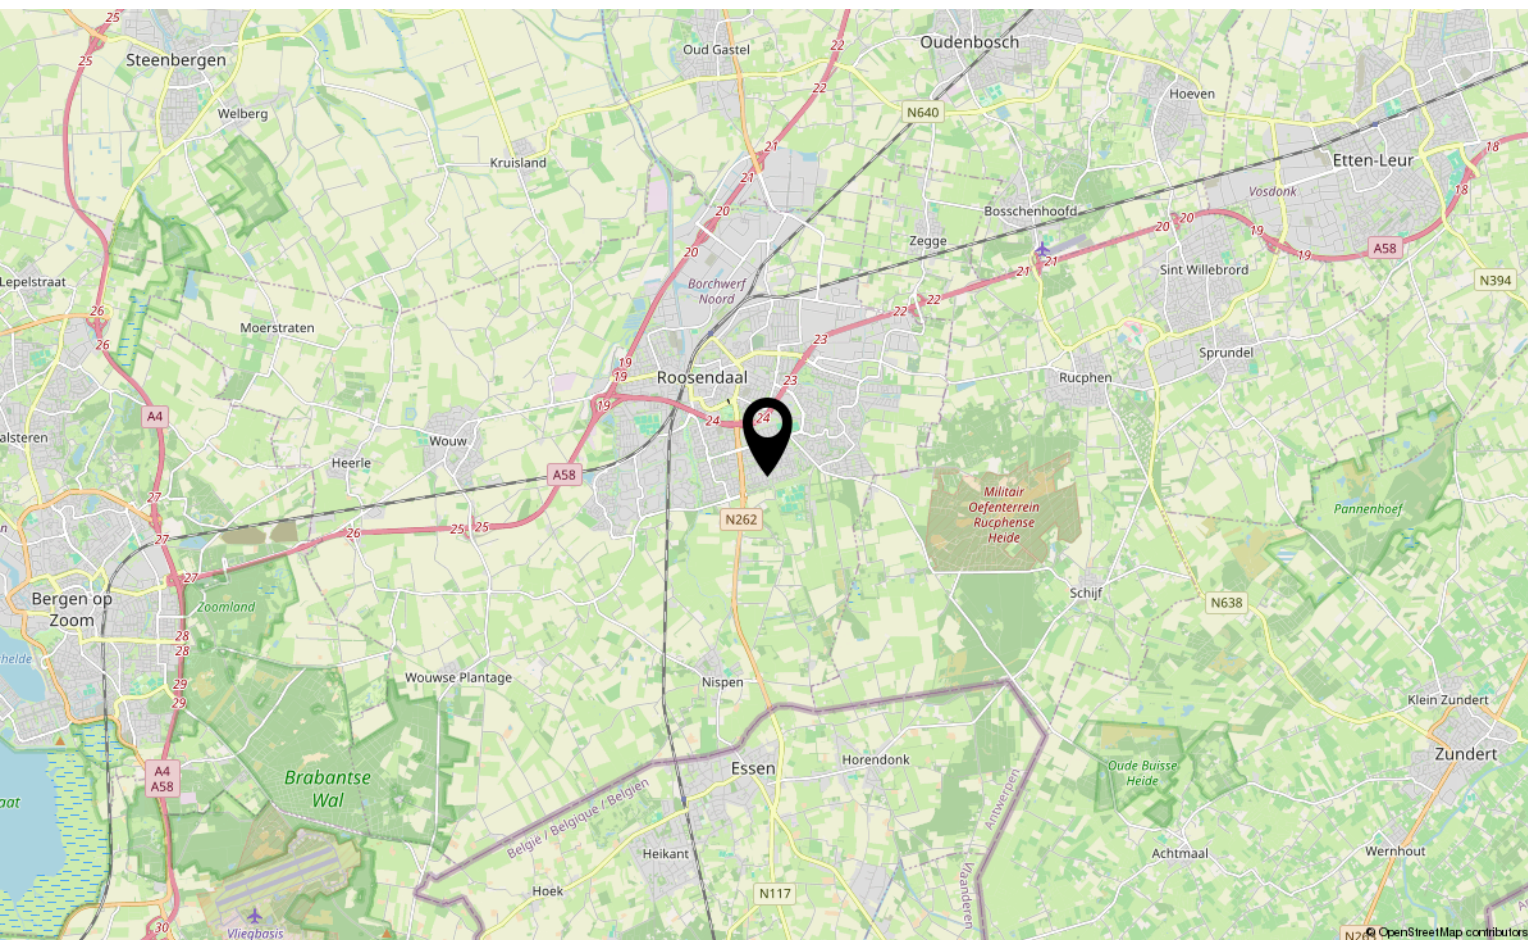 25
Steenbergen
25
Welberg
Oud Gastel
22
22
Oudenbosch
N640
Hoeven
Etten-Leur
18
18
Vosdonk
Kruisland
21
21
20
20
Bosschenhoofd
Zegge
20
20
19
19
A58
21
21
Sint Willebrord
N394
Lepelstraat
26
26
Moerstraten
Borchwerf
Noord
22
22
23
23
Sprundel
Rucphen
19
19
19
Roosendaal
24
24
A4
alsteren
Wouw
Heerle
A58
27
27
26
25
25
N262
Militair
Oefenterrein
Rucphense
Heide
Pannenhoef
27
Bergen op
Zoom
Zoomland
28
28
29
29
helde
Schijf
N638
Wouwse Plantage
Nispen
Klein Zundert
Zundert
A4
A58
Brabantse
Wal
Essen
Horendonk
Oude Buisse
Heide
België / Belgique / Belgien
Antwerpen
Vlaanderen
aat
Heikant
Achtmaal
Wernhout
Hoek
N117
30
Vliegbasis
© OpenStreetMap contributors